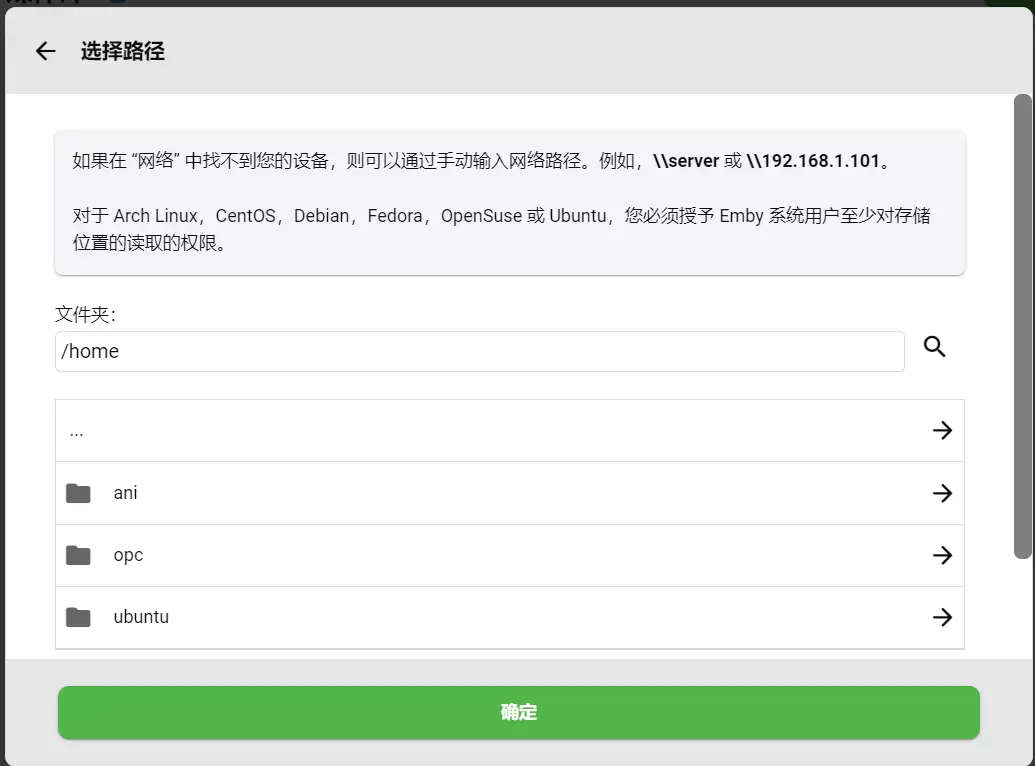 选择路径
如果在 “网络” 中找不到您的设备，则可以通过手动输入网络路径。例如，\\server 或 \\192.168.1.101。
对于 Arch Linux，CentOS，Debian，Fedora，OpenSuse 或 Ubuntu，您必须授予 Emby 系统用户至少对存储
位置的读取的权限。
文件夹：
/home
...
ani
opc
ubuntu
确定